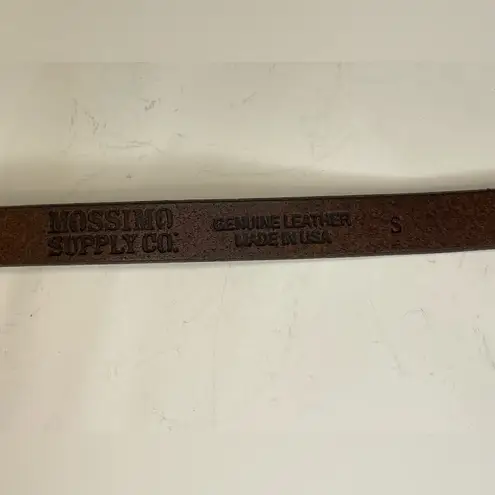 MOSSIMO
SUPPLY CO.
GENUINE LEATHER
MADE IN USA
S